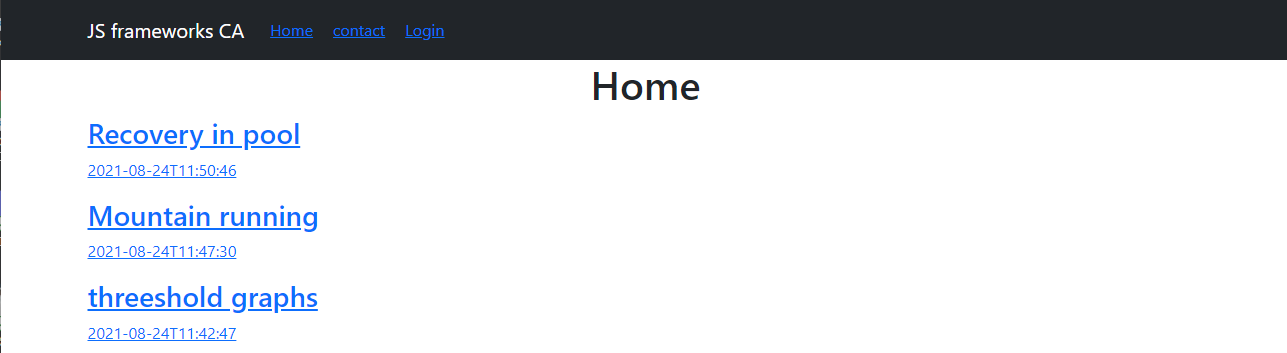 JS frameworks CA Home contact Login
Home
Recovery in pool
2021-08-24T11:50:46
Mountain running
2021-08-24T11:47:30
threeshold graphs
2021-08-24T11:42:47